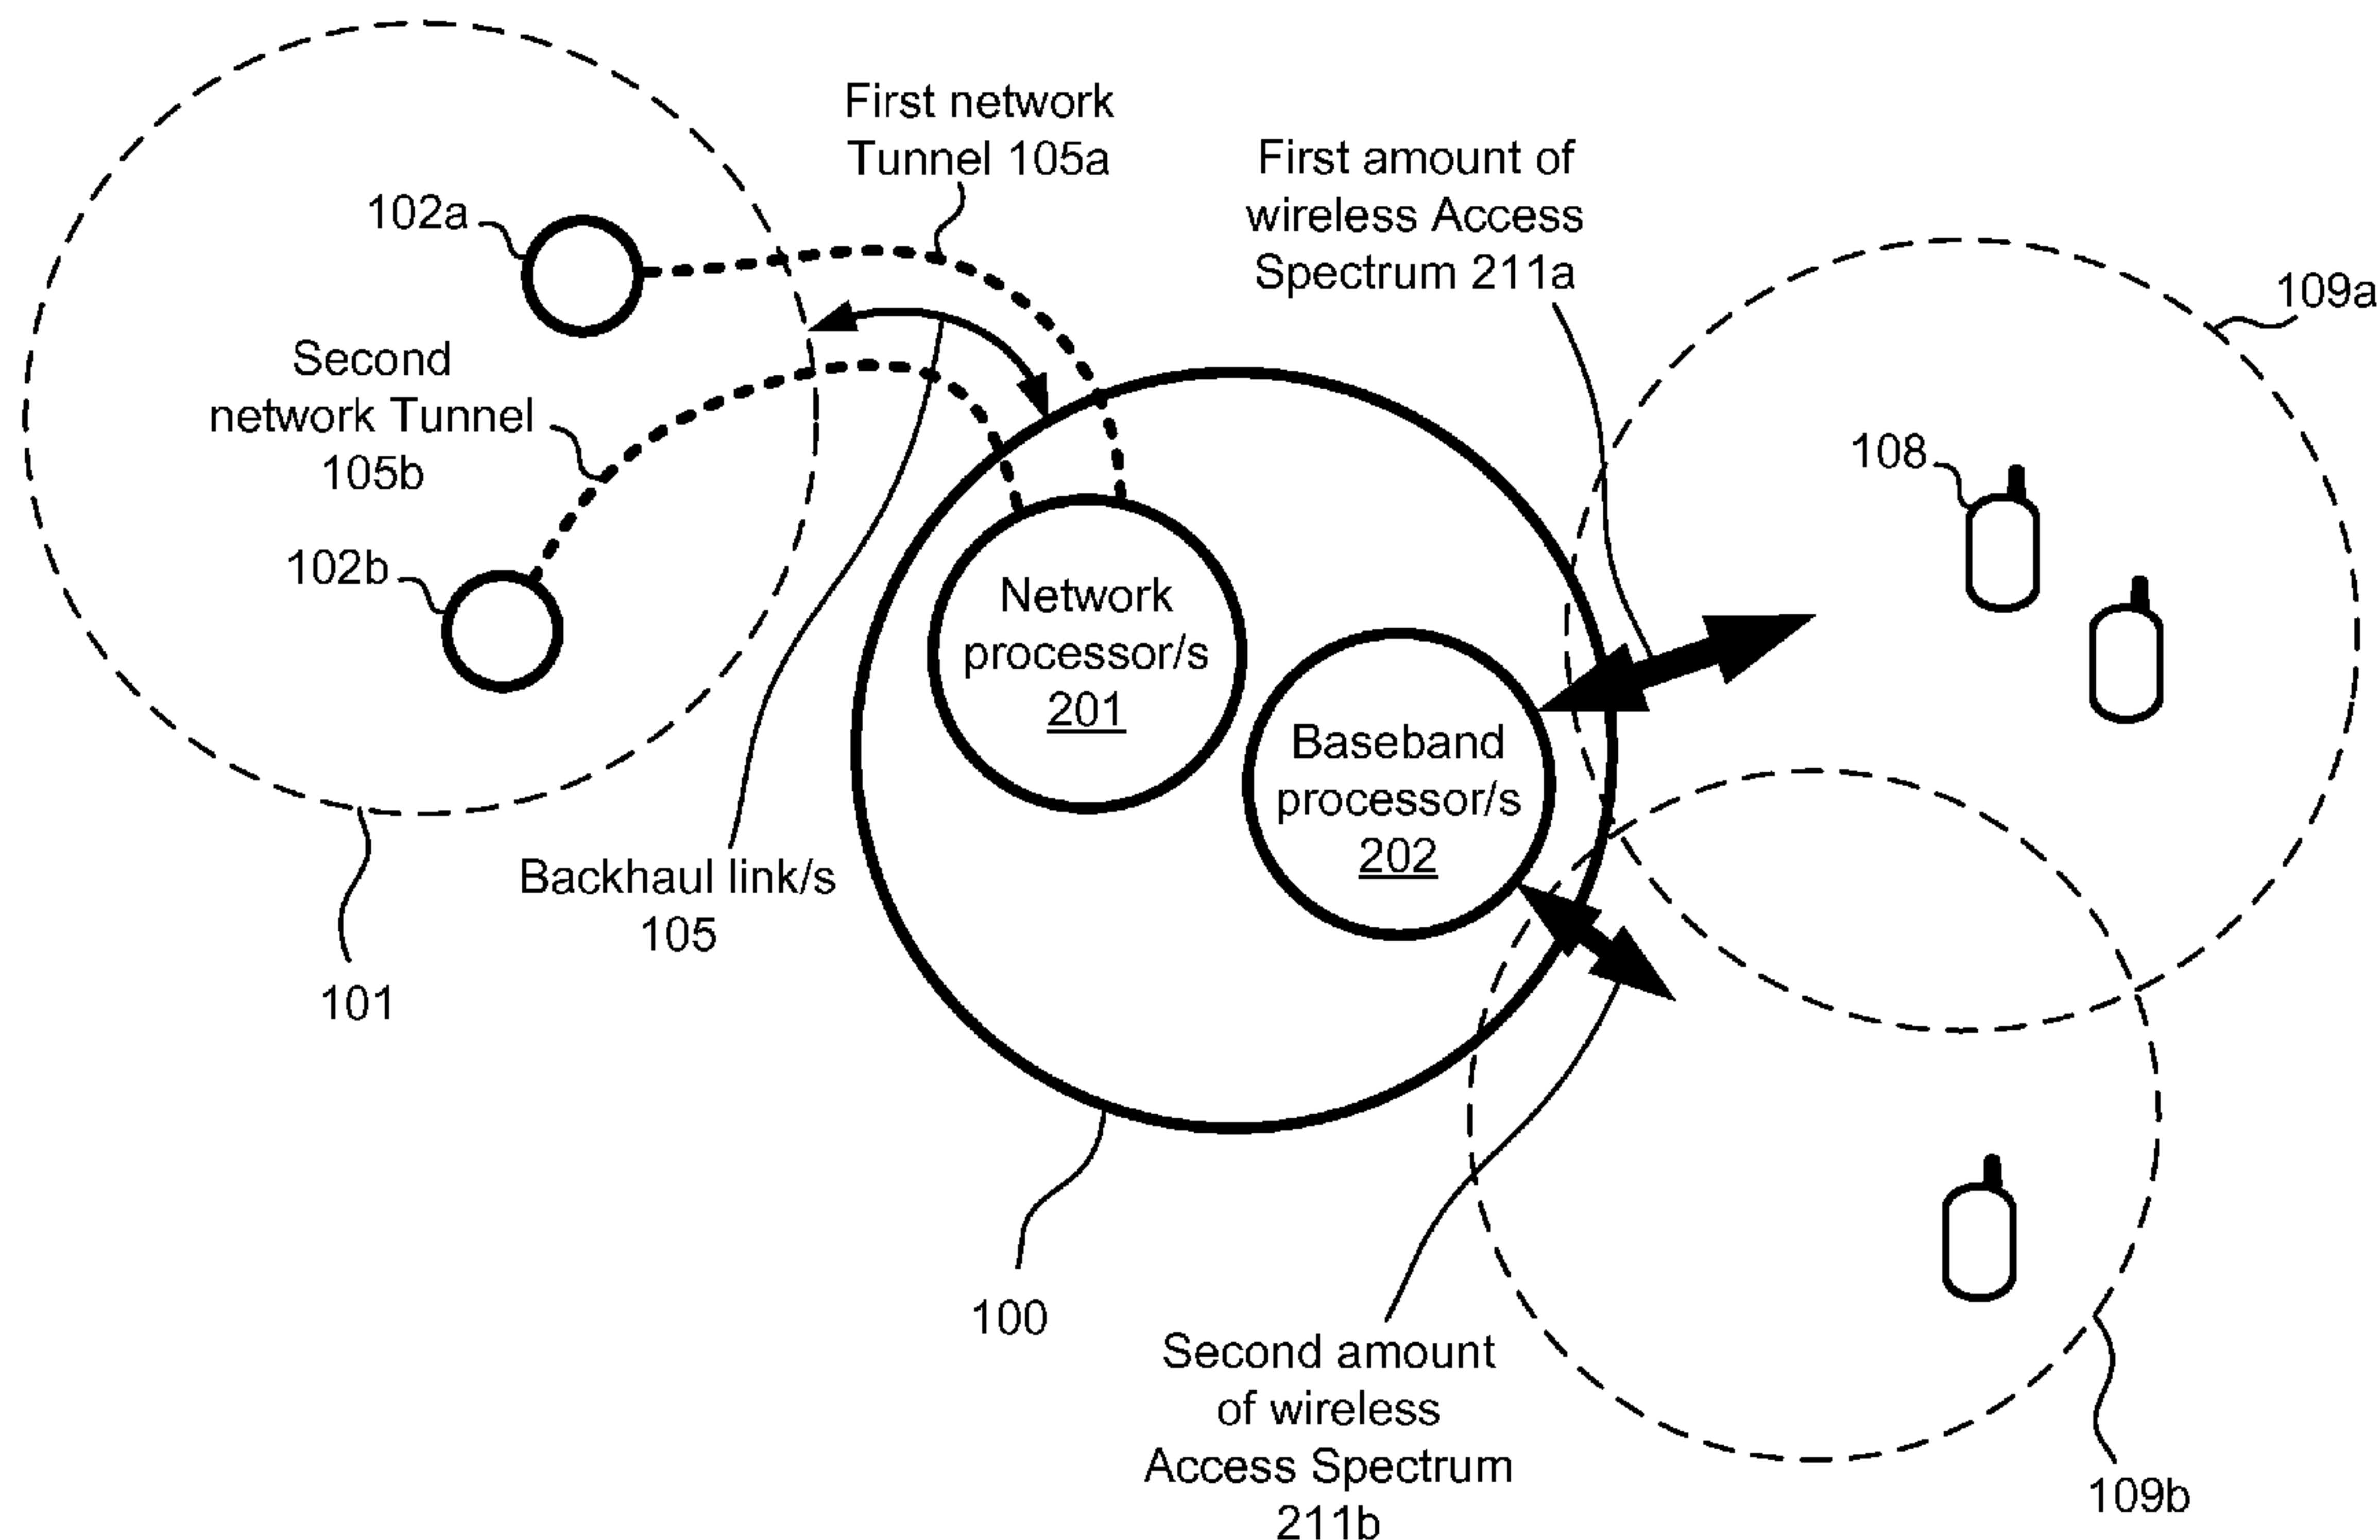 First network
Tunnel 105a
First amount of
wireless Access
Spectrum 211a
102a
109a
Second
network Tunnel
105b
108
102b
Network
processor/s
201
Baseband
processor/s
202
Backhaul link/s
105
101
100
Second amount
of wireless
Access Spectrum
211b
109b